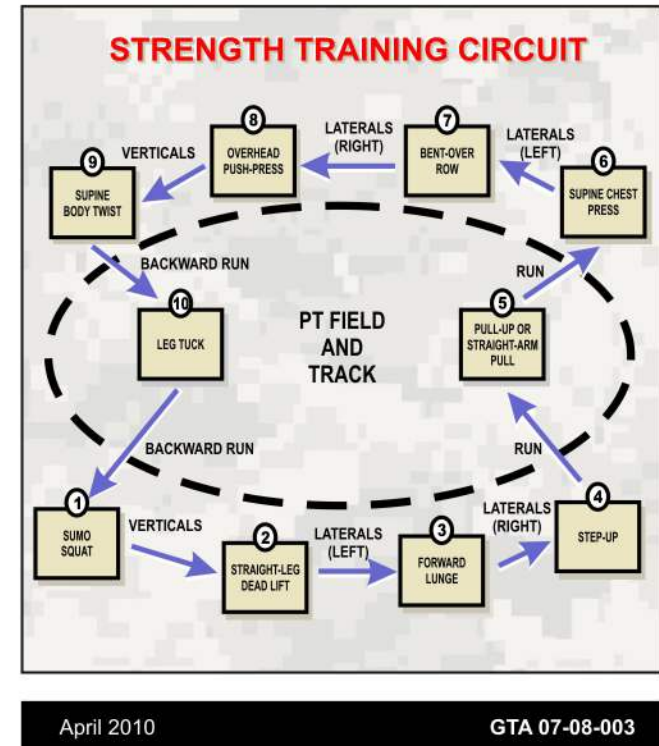 STRENGTH TRAINING CIRCUIT
8
7
LATERALS
(RIGHT)
LATERALS
(LEFT)
9
VERTICALS
OVERHEAD
PUSH-PRESS
BENT-OVER
ROW
6
SUPINE
BODY TWIST
SUPINE CHEST
PRESS
BACKWARD RUN
RUN
10
5
LEG TUCK
PT FIELD
AND
TRACK
PULL-UP OR
STRAIGHT-ARM
PULL
BACKWARD RUN
RUN
1
4
SUMO
SQUAT
VERTICALS
2
LATERALS
(LEFT)
3
LATERALS
(RIGHT)
STEP-UP
STRAIGHT-LEG
DEAD LIFT
FORWARD
LUNGE
April 2010
GTA 07-08-003